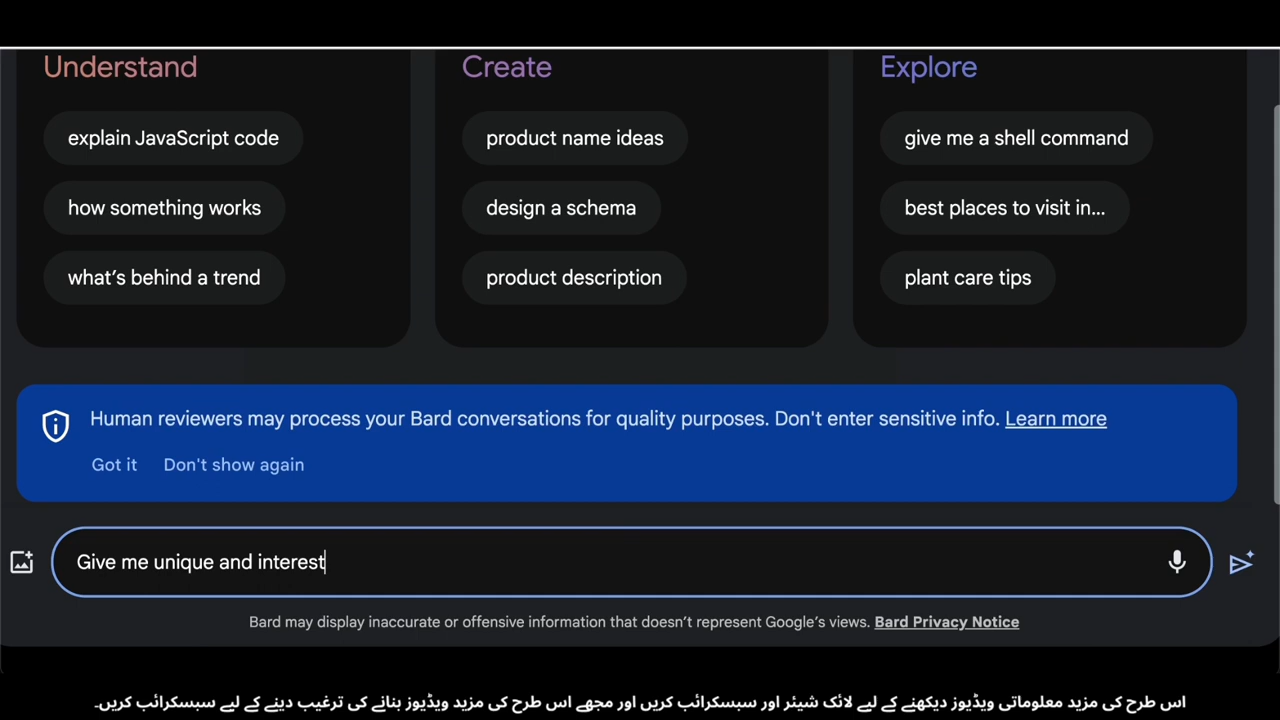 Understand
Create
Explore
explain JavaScript code
product name ideas
give me a shell command
how something works
design a schema
best places to visit in...
what's behind a trend
product description
plant care tips
Human reviewers may process your Bard conversations for quality purposes. Don't enter sensitive info. Learn more
Got it
Don't show again
Give me unique and interest
Bard may display inaccurate or offensive information that doesn't represent Google's views. Bard Privacy Notice
اس طرح کی مزید معلوماتی ویڈیوز دیکھنے کے لیے لائک شیئر اور سبسکرائب کریں اور مجھے اس طرح کی مزید ویڈیوز بنانے کی ترغیب دینے کے لیے سبسکرائب کریں۔